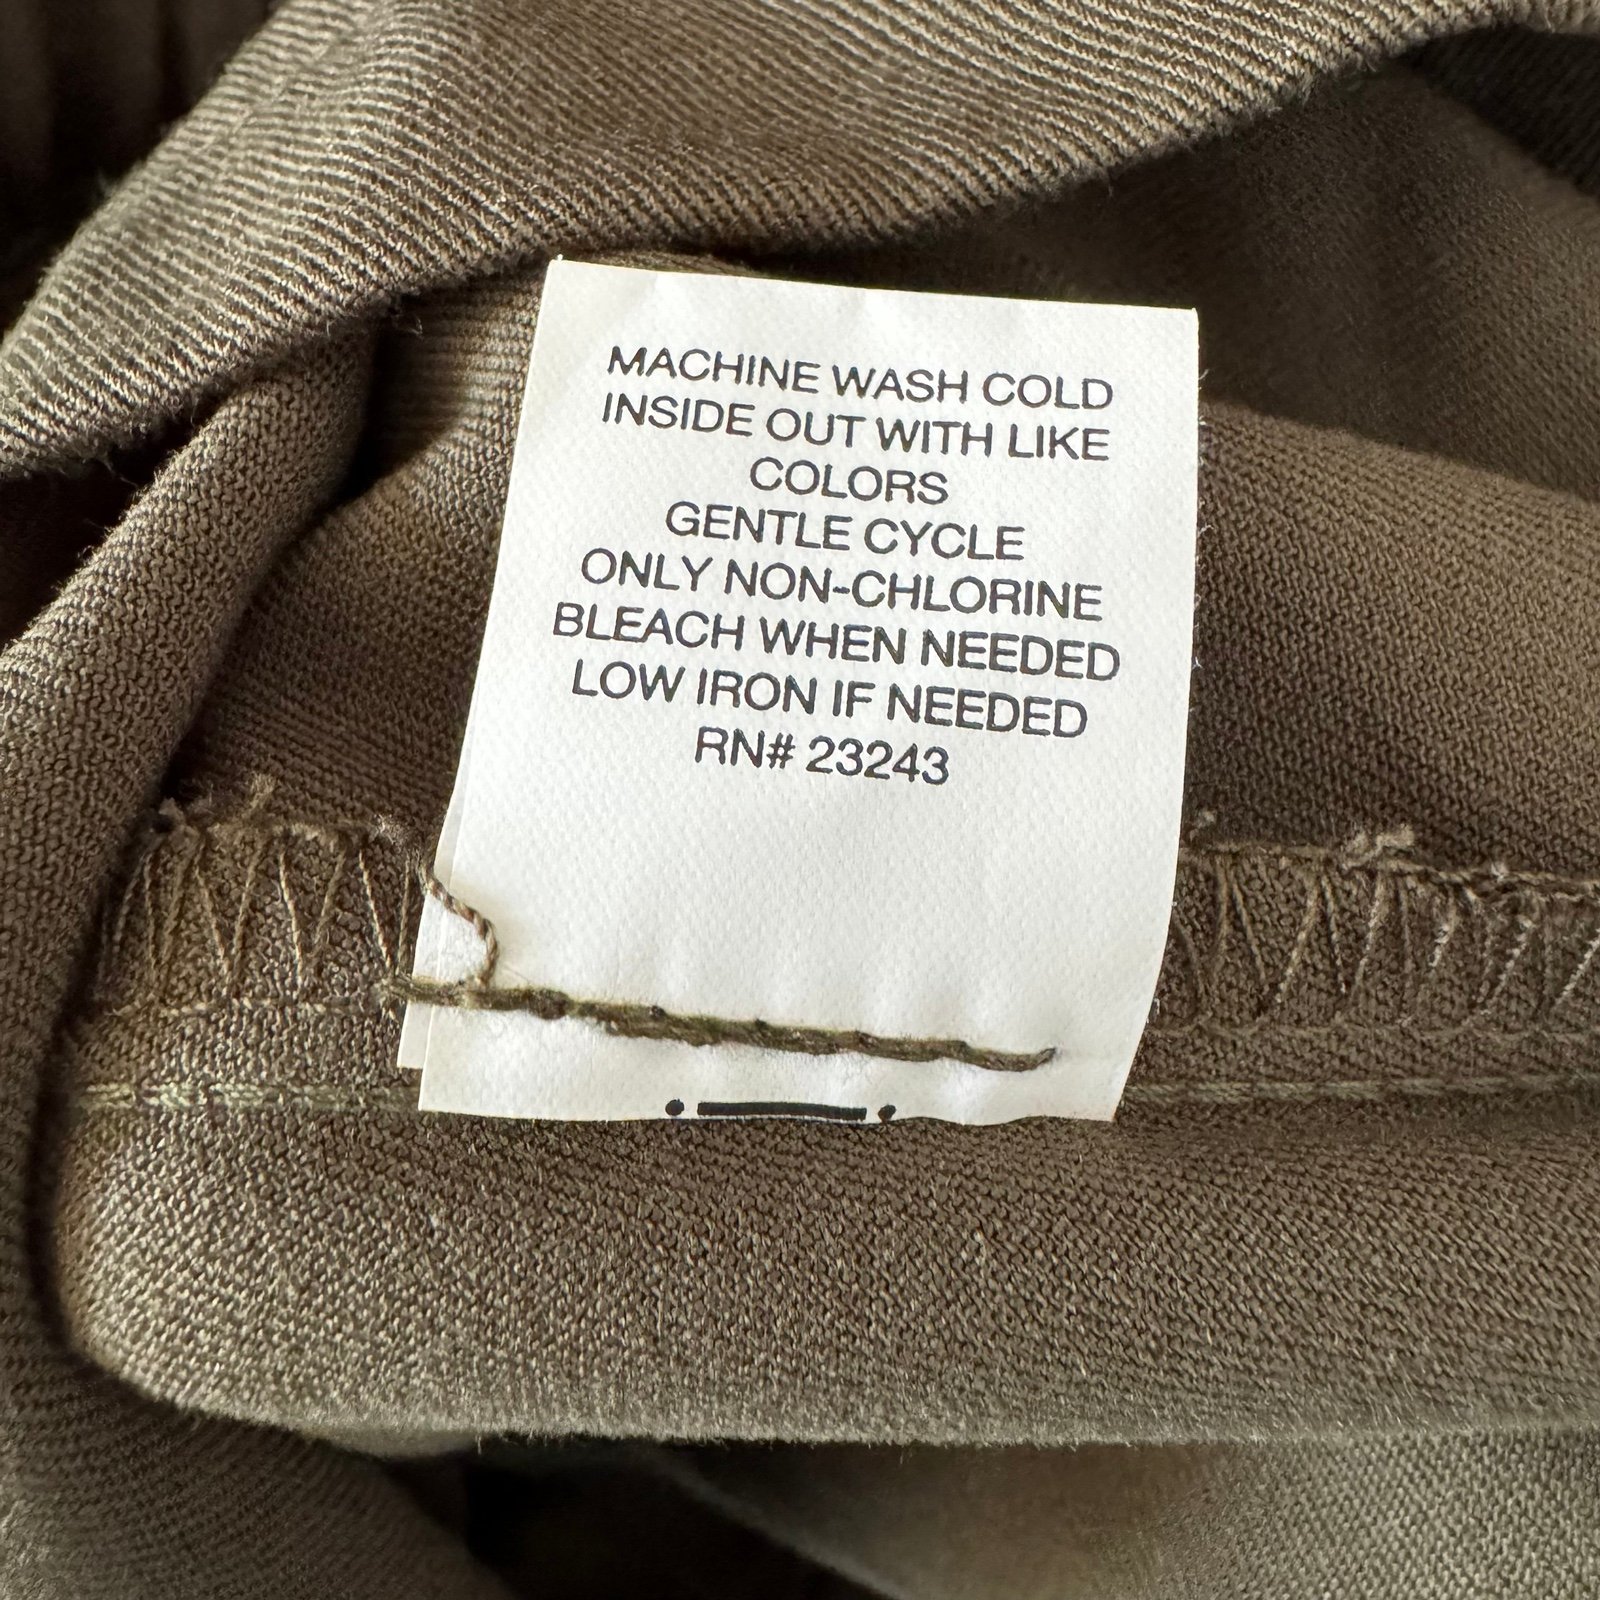 MACHINE WASH COLD
INSIDE OUT WITH LIKE
COLORS
GENTLE CYCLE
ONLY NON-CHLORINE
BLEACH WHEN NEEDED
LOW IRON IF NEEDED
RN# 23243